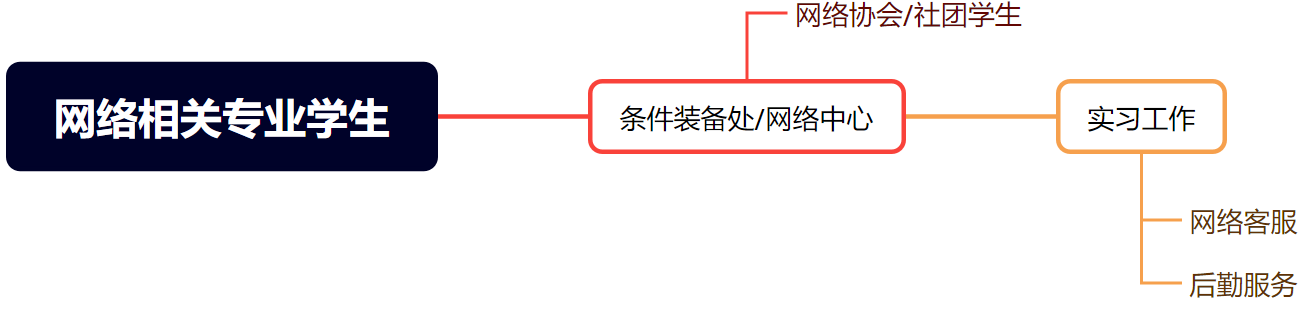 网络协会/社团学生
网络相关专业学生
条件装备处/网络中心
实习工作
网络客服
后勤服务